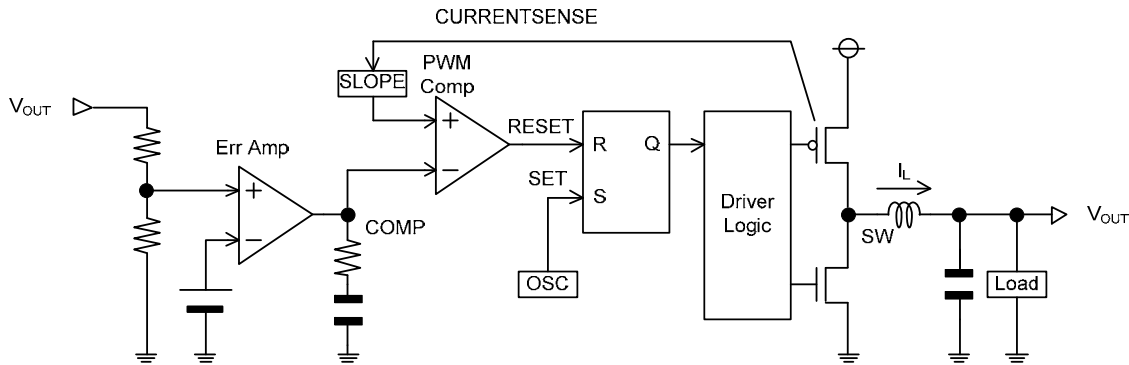 CURRENTSENSE
SLOPE
PWM
Comp
VOUT
Err Amp
+
−
COMP
+
−
RESET
SET
R
S
Q
OSC
Driver
Logic
IL
SW
Load
VOUT